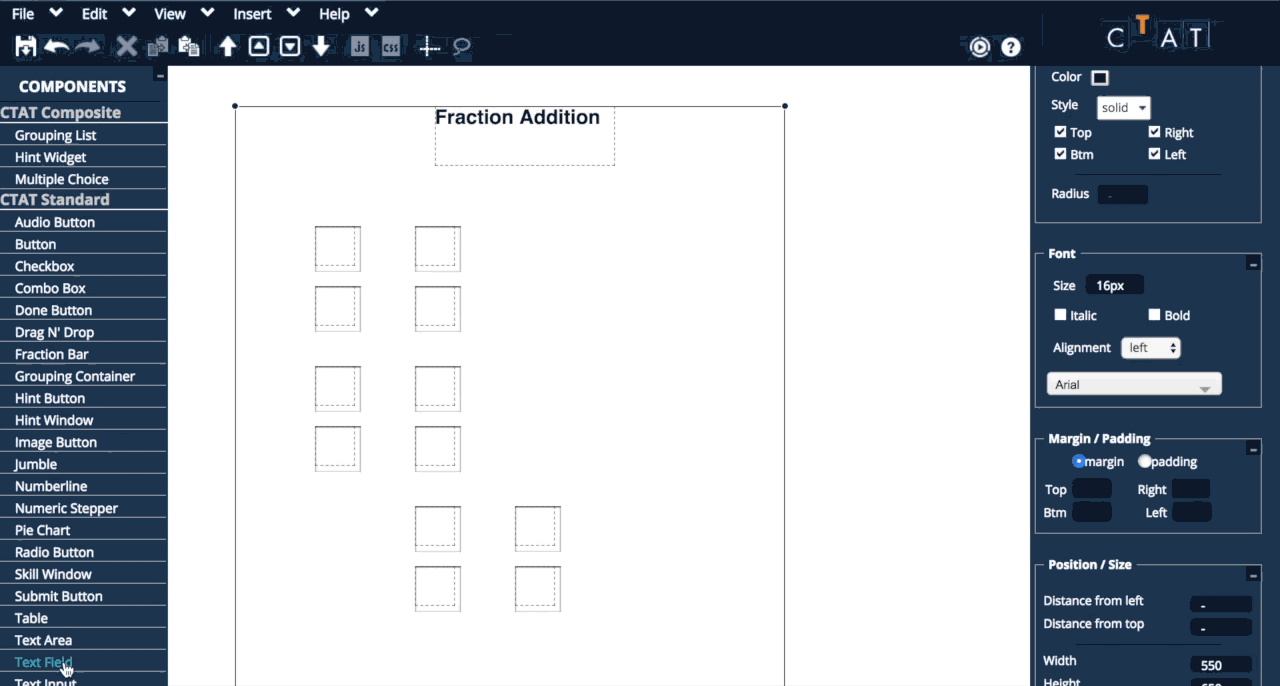 File Edit View Insert Help
js css
C T A T
COMPONENTS
CTAT Composite
Grouping List
Hint Widget
Multiple Choice
CTAT Standard
Audio Button
Button
Checkbox
Combo Box
Done Button
Drag N' Drop
Fraction Bar
Grouping Container
Hint Button
Hint Window
Image Button
Jumble
Numberline
Numeric Stepper
Pie Chart
Radio Button
Skill Window
Submit Button
Table
Text Area
Text Field
Text Input
Fraction Addition
Color
Style solid
Top Right
Btm Left
Radius -
Font
Size 16px
Italic Bold
Alignment left
Arial
Margin / Padding
margin padding
Top Right
Btm Left
Position / Size
Distance from left -
Distance from top -
Width 550
Height 650